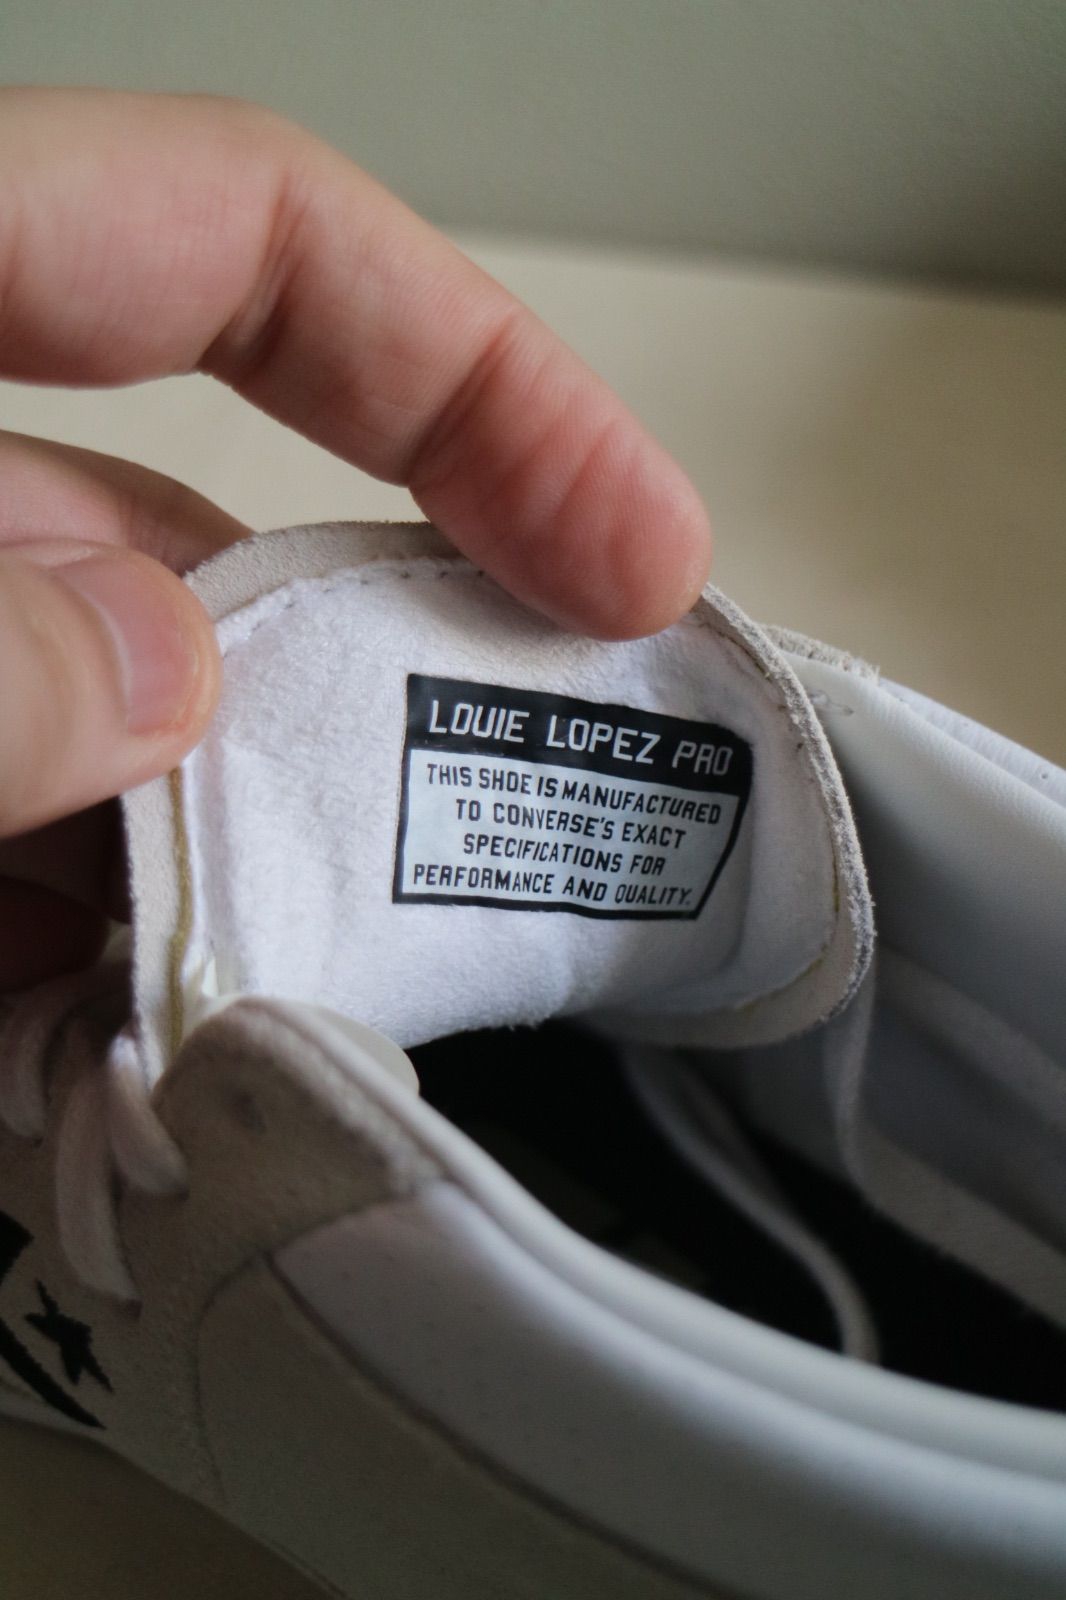 LOUIE LOPEZ PRO
THIS SHOE IS MANUFACTURED
TO CONVERSE'S EXACT
SPECIFICATIONS FOR
PERFORMANCE AND QUALITY.